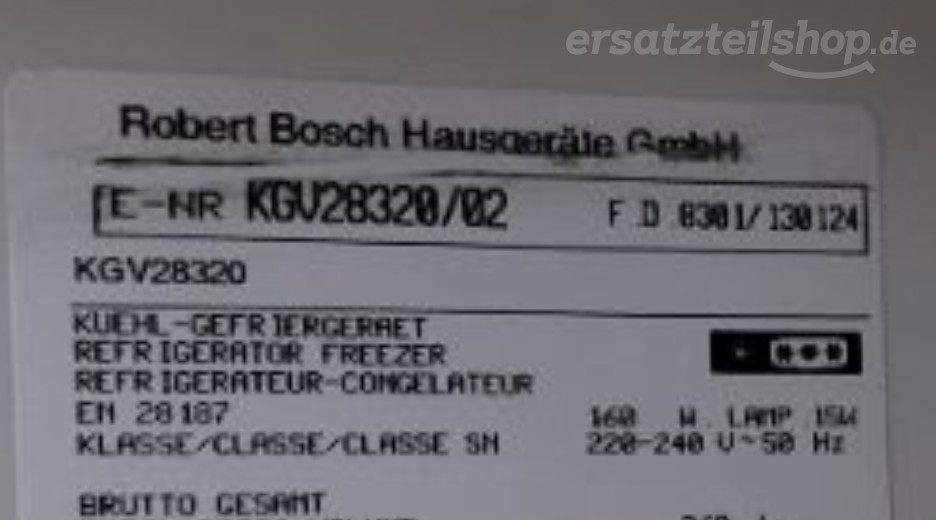 ersatzteilshop.de
Robert Bosch Hausgeräte GmbH
E-NR KGV28320/02 FD 8301/130124
KGV28320
KUEHL-GEFRIERGERAET
REFRIGERATOR FREEZER
REFRIGERATEUR-CONGELATEUR
EN 28187 160 W. LAMP 15W
KLASSE/CLASSE/CLASSE SN 220-240 V~50 Hz
BRUTTO GESAMT